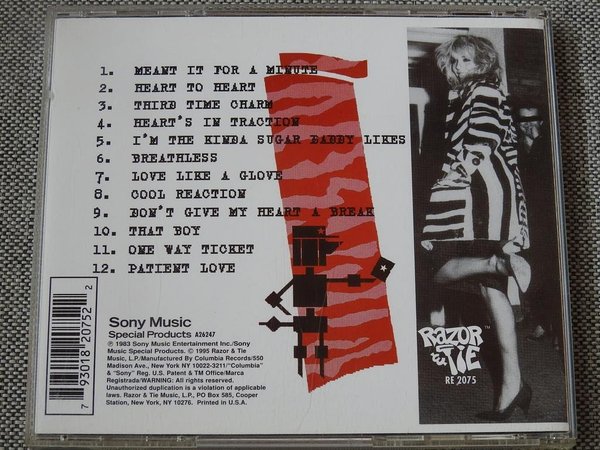 1. MEANT IT FOR A MINUTE
2. HEART TO HEART
3. THIRD TIME CHARM
4. HEART'S IN TRACTION
5. I'M THE KINDA SUGAR DADDY LIKES
6. BREATHLESS
7. LOVE LIKE A GLOVE
8. COOL REACTION
9. DON'T GIVE MY HEART A BREAK
10. THAT BOY
11. ONE WAY TICKET
12. PATIENT LOVE
7 93018 20752 2
Sony Music
Special Products A26247
℗ 1983 Sony Music Entertainment Inc./Sony
Music Special Products. © 1995 Razor & Tie
Music, L.P./Manufactured By Columbia Records/550
Madison Ave., New York, NY 10022-3211/"Columbia"
& "Sony" Reg. U.S. Patent & TM Office/Marca
Registrada/WARNING: All rights reserved.
Unauthorized duplication is a violation of applicable
laws. Razor & Tie Music, L.P., PO Box 585, Cooper
Station, New York, NY 10276. Printed in U.S.A.
RAZOR ™
& TIE
RE 2075